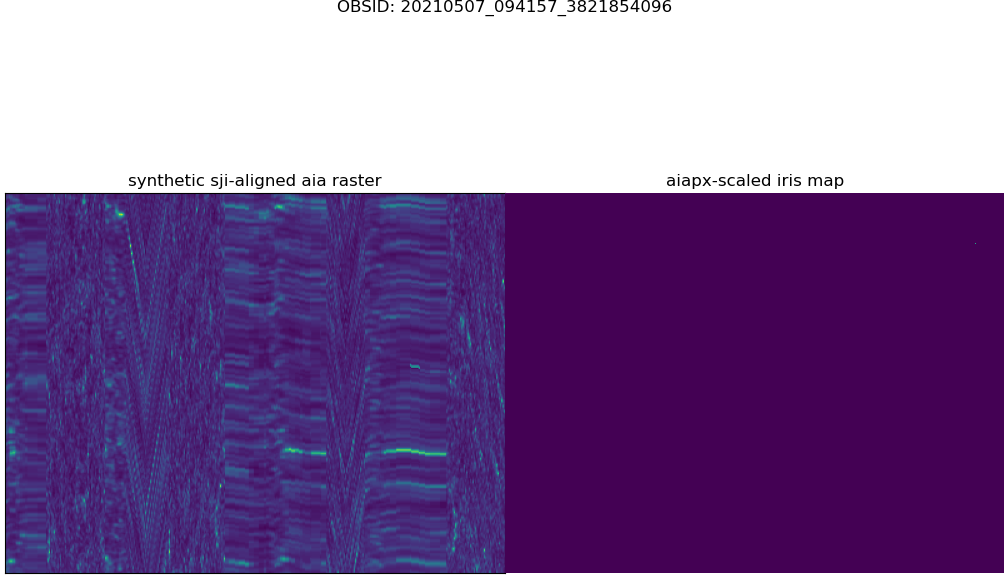 OBSID: 20210507_094157_3821854096
synthetic sji-aligned aia raster
aiapx-scaled iris map